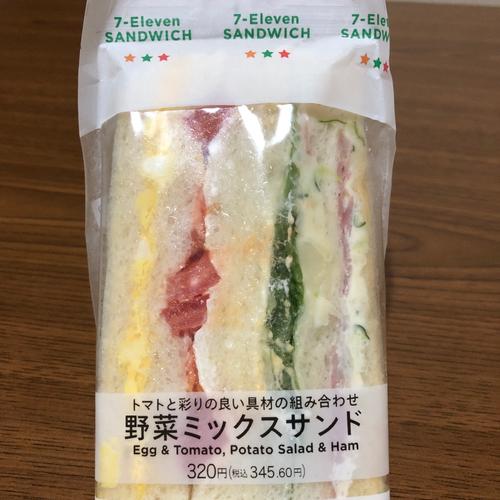 7-Eleven 7-Eleven 7-Eleven
SANDWICH SANDWICH SANDWICH
トマトと彩りの良い具材の組み合わせ
野菜ミックスサンド
Egg & Tomato, Potato Salad & Ham
320円(税込345.60円)